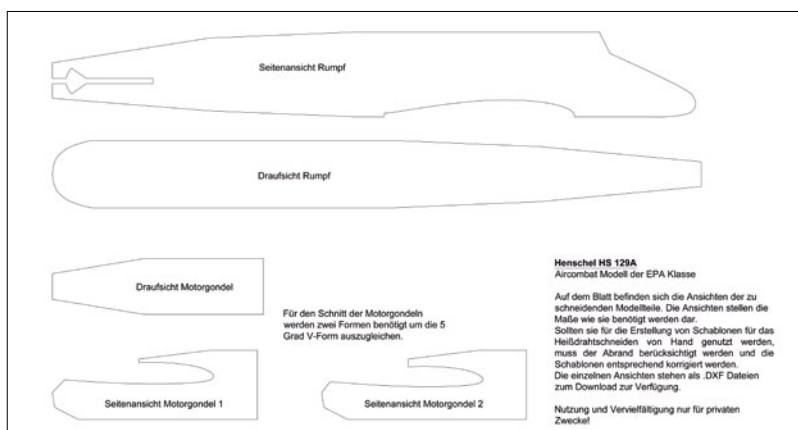 Seitenansicht Rumpf
Draufsicht Rumpf
Draufsicht Motorgondel
Für den Schnitt der Motorgondeln
werden zwei Formen benötigt um die 5
Grad V-Form auszugleichen.
Seitenansicht Motorgondel 1
Seitenansicht Motorgondel 2
Henschel HS 129A
Aircombat Modell der EPA Klasse
Auf dem Blatt befinden sich die Ansichten der zu
schneidenden Modellteile. Die Ansichten stellen die
Maße wie sie benötigt werden dar.
Sollten sie für die Erstellung von Schablonen für das
Heißdrahtschneiden von Hand genutzt werden,
muss der Abrand berücksichtigt werden und die
Schablonen entsprechend korrigiert werden.
Die einzelnen Ansichten stehen als .DXF Dateien
zum Download zur Verfügung.
Nutzung und Vervielfältigung nur für privaten
Zwecke!